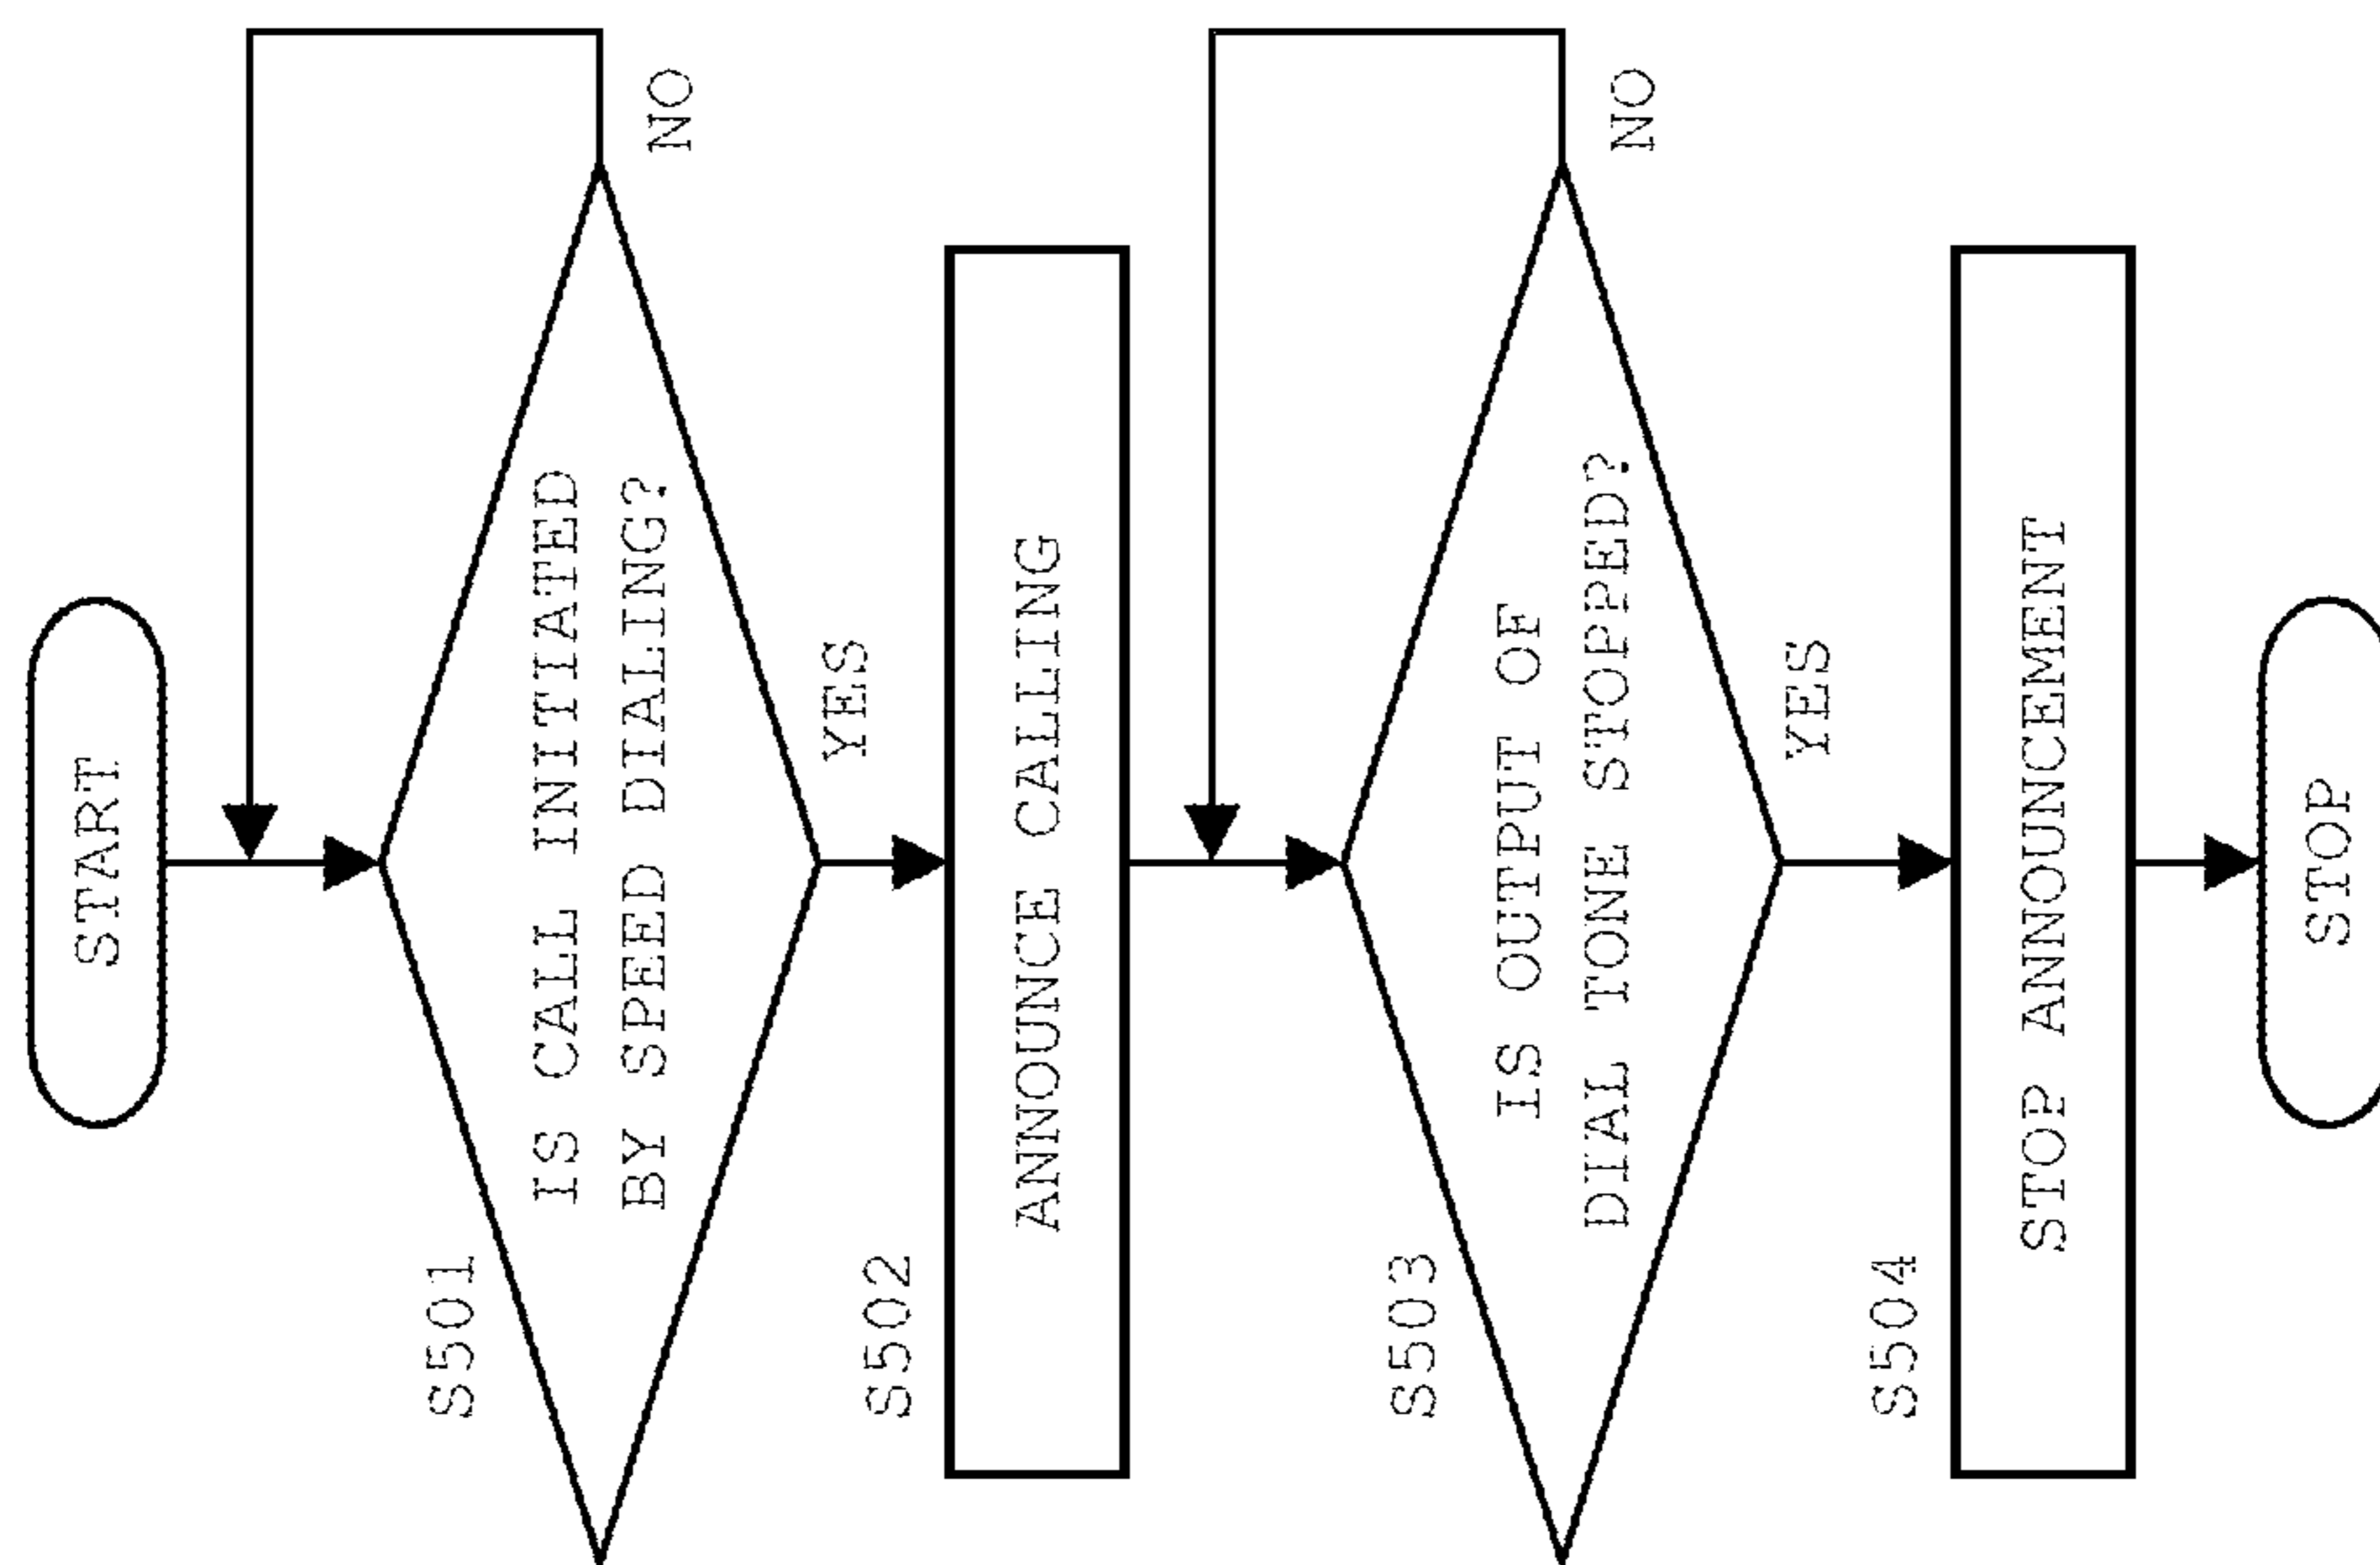 START
S501
IS CALL INITIATED
BY SPEED DIALING?
NO
YES
S502
ANNOUNCE CALLING
S503
IS OUTPUT OF
DIAL TONE STOPPED?
NO
YES
S504
STOP ANNOUNCEMENT
STOP